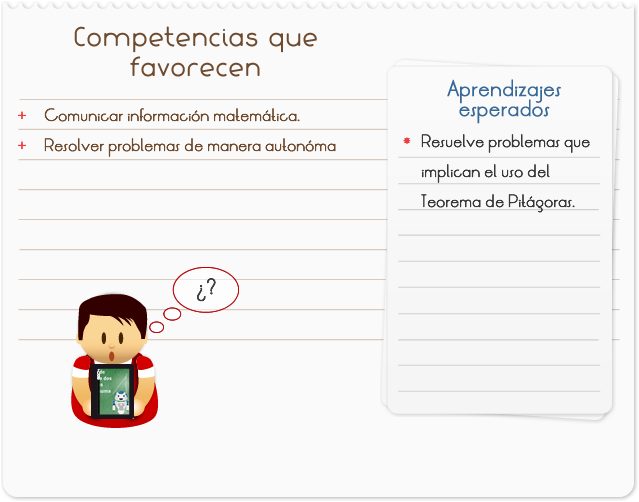 Competencias que
favorecen
+ Comunicar información matemática.
+ Resolver problemas de manera autonóma
Aprendizajes
esperados
* Resuelve problemas que
implican el uso del
Teorema de Pitágoras.
¿?